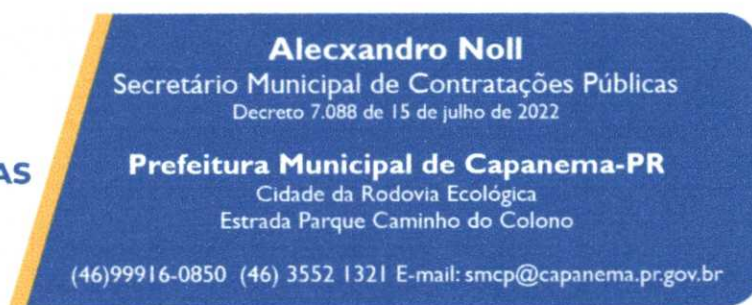 Alecxandro Noll
Secretário Municipal de Contratações Públicas
Decreto 7.088 de 15 de julho de 2022
AS
Prefeitura Municipal de Capanema-PR
Cidade da Rodovia Ecológica
Estrada Parque Caminho do Colono
(46)99916-0850 (46) 3552 1321 E-mail: smcp@capanema.pr.gov.br